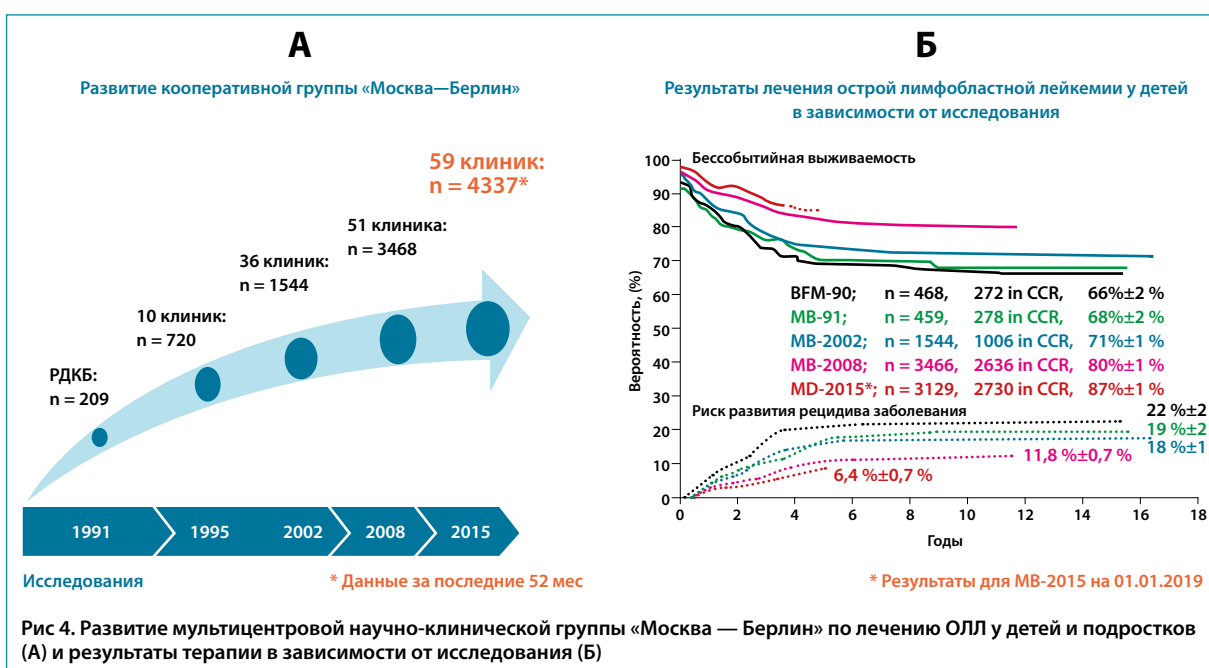 А
Развитие кооперативной группы «Москва—Берлин»
59 клиник:
n = 4337*
51 клиника:
n = 3468
36 клиник:
n = 1544
10 клиник:
n = 720
РДКБ:
n = 209
1991
1995
2002
2008
2015
Исследования
* Данные за последние 52 мес
Б
Результаты лечения острой лимфобластной лейкемии у детей
в зависимости от исследования
Вероятность, (%)
100
90
80
70
60
50
40
30
20
10
0
Бессобытийная выживаемость
BFM-90; n = 468, 272 in CCR, 66%±2 %
MB-91; n = 459, 278 in CCR, 68%±2 %
MB-2002; n = 1544, 1006 in CCR, 71%±1 %
MB-2008; n = 3466, 2636 in CCR, 80%±1 %
MD-2015*; n = 3129, 2730 in CCR, 87%±1 %
Риск развития рецидива заболевания
22 %±2
19 %±2
18 %±1
11,8 %±0,7 %
6,4 %±0,7 %
0 2 4 6 8 10 12 14 16 18
Годы
* Результаты для МВ-2015 на 01.01.2019
Рис 4. Развитие мультицентровой научно-клинической группы «Москва — Берлин» по лечению ОЛЛ у детей и подростков
(А) и результаты терапии в зависимости от исследования (Б)